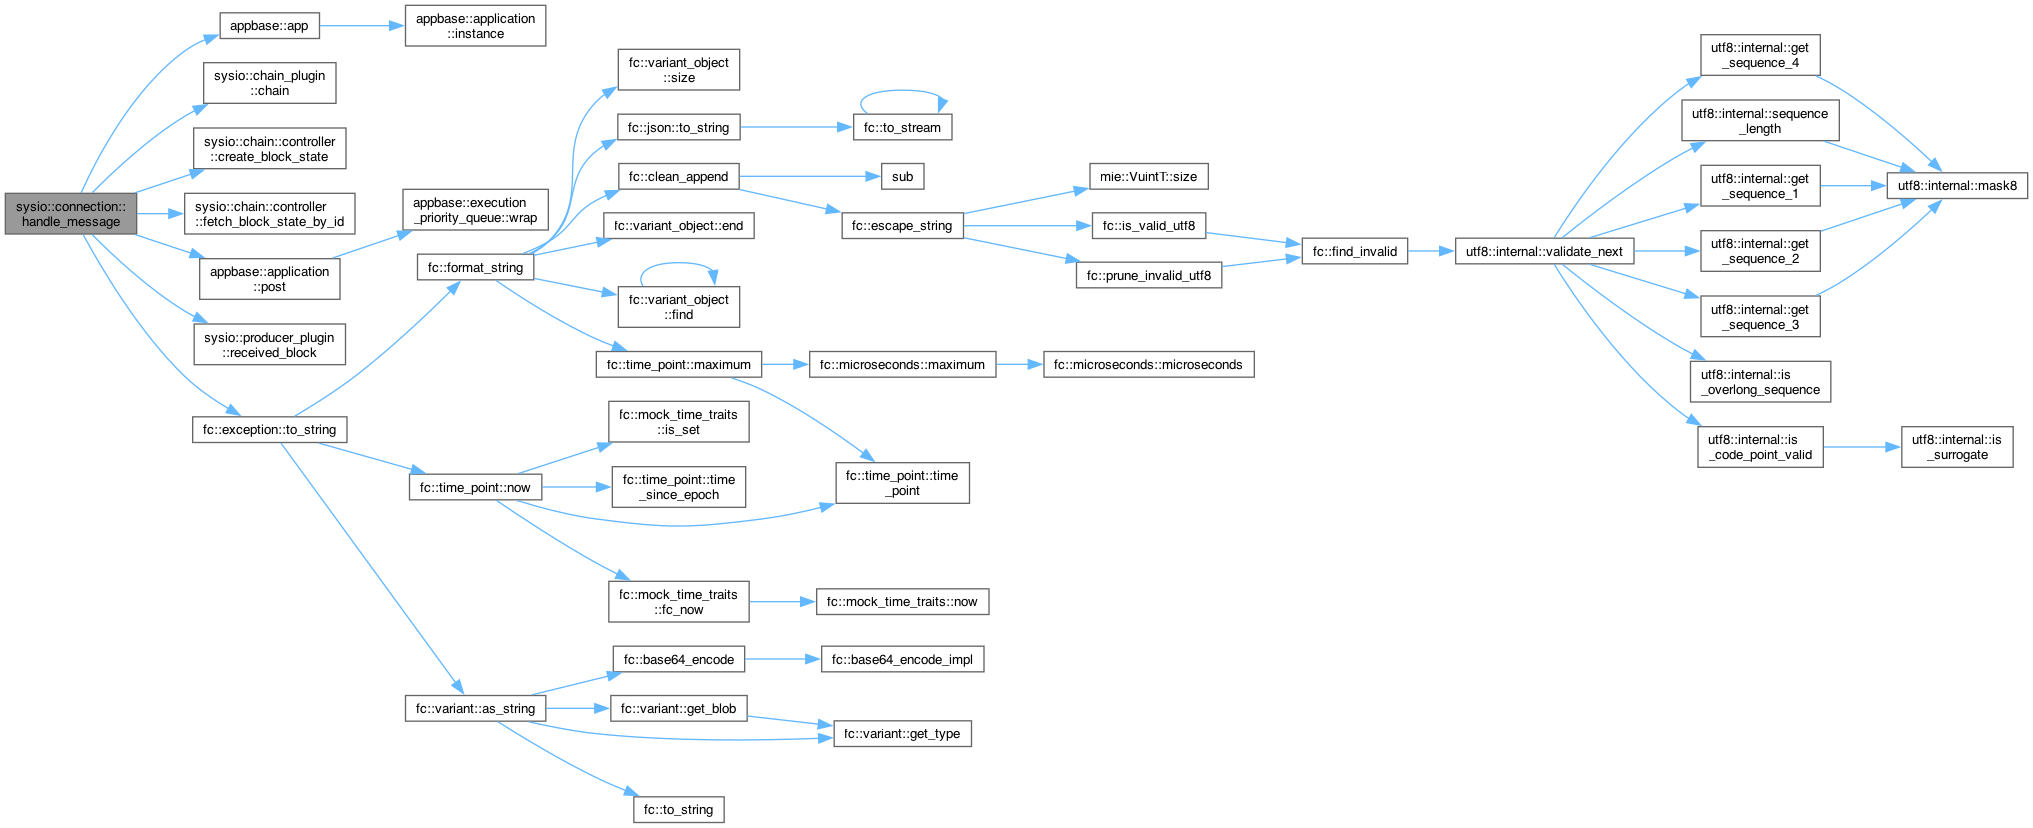 sysio::connection::
handle_message
appbase::app
appbase::application
::instance
sysio::chain_plugin
::chain
sysio::chain::controller
::create_block_state
sysio::chain::controller
::fetch_block_state_by_id
appbase::application
::post
appbase::execution
_priority_queue::wrap
sysio::producer_plugin
::received_block
fc::exception::to_string
fc::format_string
fc::variant_object
::size
fc::json::to_string
fc::to_stream
fc::clean_append
sub
fc::escape_string
mie::VuintT::size
fc::is_valid_utf8
fc::prune_invalid_utf8
fc::find_invalid
utf8::internal::validate_next
utf8::internal::get
_sequence_4
utf8::internal::sequence
_length
utf8::internal::get
_sequence_1
utf8::internal::get
_sequence_2
utf8::internal::get
_sequence_3
utf8::internal::mask8
utf8::internal::is
_overlong_sequence
utf8::internal::is
_code_point_valid
utf8::internal::is
_surrogate
fc::variant_object::end
fc::variant_object
::find
fc::time_point::maximum
fc::microseconds::maximum
fc::microseconds::microseconds
fc::time_point::time
_point
fc::time_point::now
fc::mock_time_traits
::is_set
fc::time_point::time
_since_epoch
fc::mock_time_traits
::fc_now
fc::mock_time_traits::now
fc::variant::as_string
fc::base64_encode
fc::base64_encode_impl
fc::variant::get_blob
fc::variant::get_type
fc::to_string